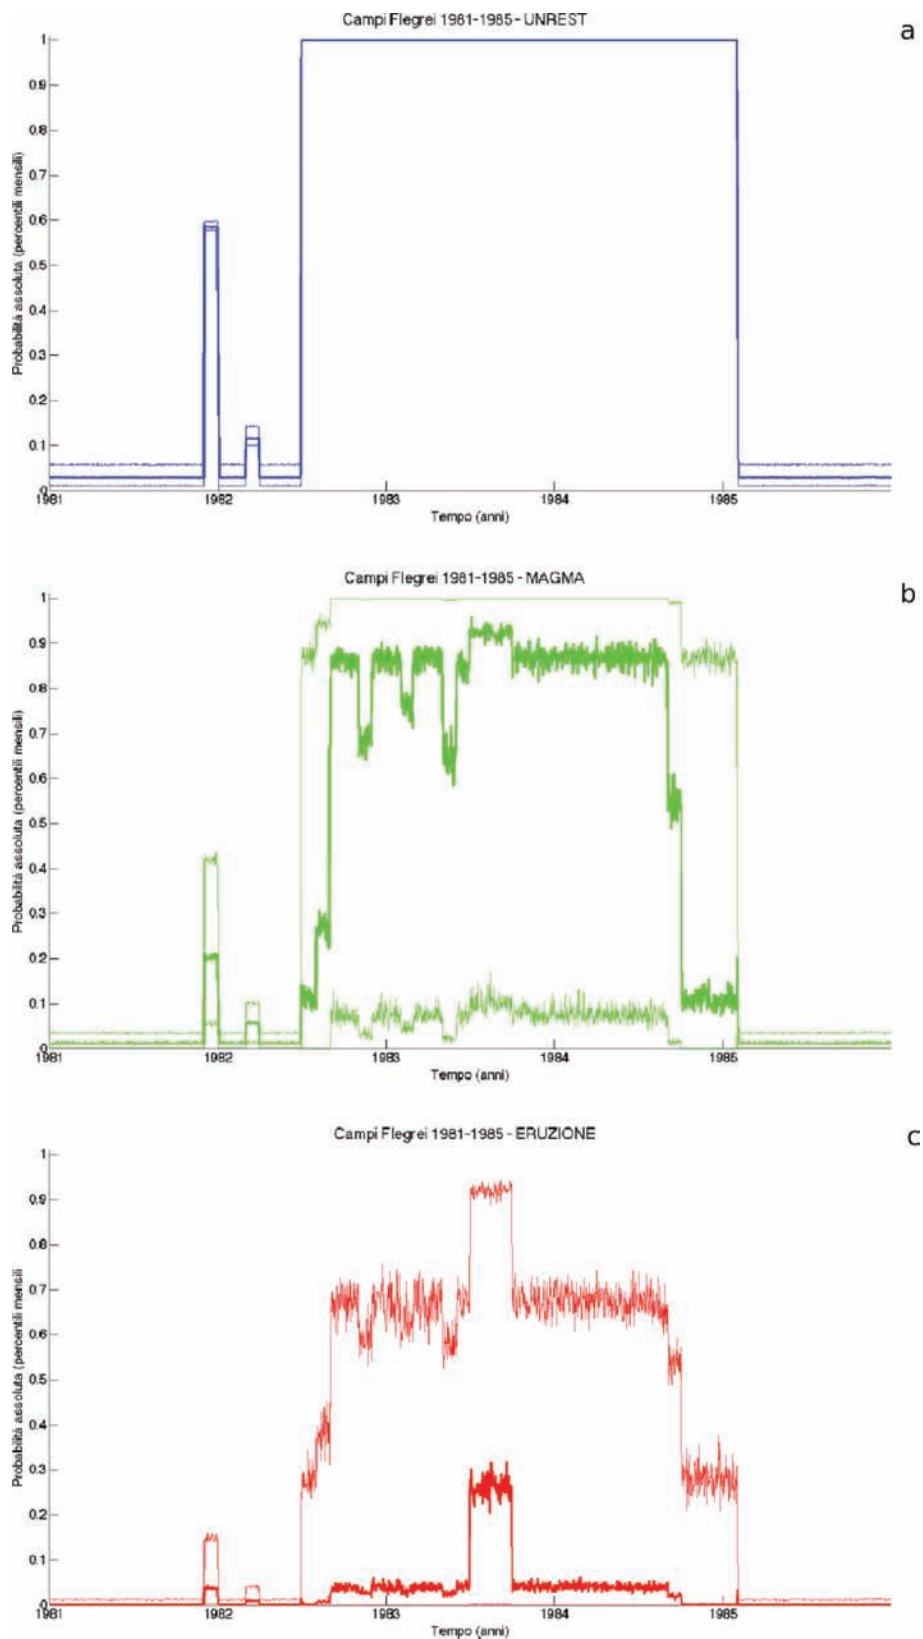 Campi Flegrei 1981-1985 - UNREST
a
Probabilità assoluta (percentili mensili)
1
0.9
0.8
0.7
0.6
0.5
0.4
0.3
0.2
0.1
0
1981 1982 1983 1984 1985
Tempo (anni)
Campi Flegrei 1981-1985 - MAGMA
b
Probabilità assoluta (percentili mensili)
1
0.9
0.8
0.7
0.6
0.5
0.4
0.3
0.2
0.1
0
1981 1982 1983 1984 1985
Tempo (anni)
Campi Flegrei 1981-1985 - ERUZIONE
c
Probabilità assoluta (percentili mensili
1
0.9
0.8
0.7
0.6
0.5
0.4
0.3
0.2
0.1
0
1981 1982 1983 1984 1985
Tempo (anni)